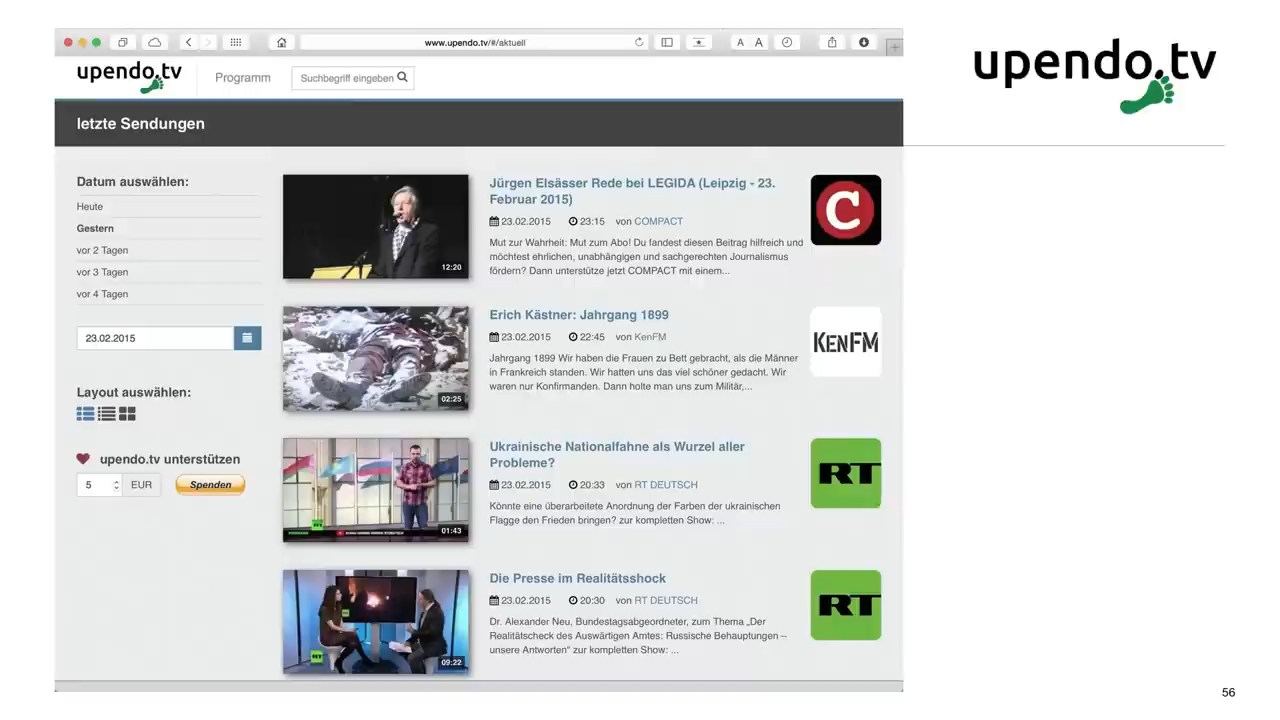 www.upendo.tv/#/aktuell
A A
upendo.tv
Programm
Suchbegriff eingeben
upendo.tv
letzte Sendungen
Datum auswählen:
Heute
Gestern
vor 2 Tagen
vor 3 Tagen
vor 4 Tagen
23.02.2015
Layout auswählen:
upendo.tv unterstützen
5 EUR Spenden
12:20
Jürgen Elsässer Rede bei LEGIDA (Leipzig - 23.
Februar 2015)
23.02.2015 23:15 von COMPACT
Mut zur Wahrheit: Mut zum Abo! Du fandest diesen Beitrag hilfreich und
möchtest ehrlichen, unabhängigen und sachgerechten Journalismus
fördern? Dann unterstütze jetzt COMPACT mit einem...
C
02:25
Erich Kästner: Jahrgang 1899
23.02.2015 22:45 von KenFM
Jahrgang 1899 Wir haben die Frauen zu Bett gebracht, als die Männer
in Frankreich standen. Wir hatten uns das viel schöner gedacht. Wir
waren nur Konfirmanden. Dann holte man uns zum Militär,...
KENFM
01:43
Ukrainische Nationalfahne als Wurzel aller
Probleme?
23.02.2015 20:33 von RT DEUTSCH
Könnte eine überarbeitete Anordnung der Farben der ukrainischen
Flagge den Frieden bringen? zur kompletten Show: ...
RT
09:22
Die Presse im Realitätsshock
23.02.2015 20:30 von RT DEUTSCH
Dr. Alexander Neu, Bundestagsabgeordneter, zum Thema „Der
Realitätscheck des Auswärtigen Amtes: Russische Behauptungen –
unsere Antworten“ zur kompletten Show: ...
RT
56